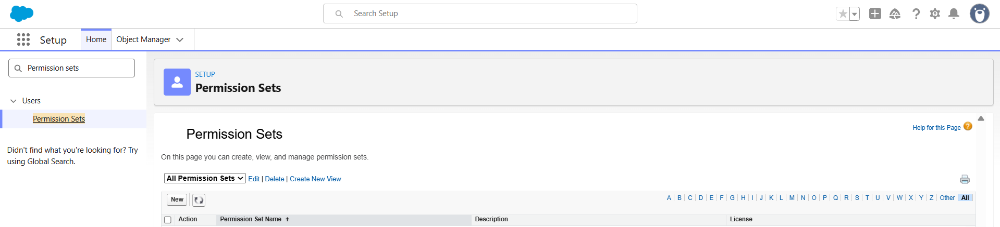 Search Setup
Setup
Home
Object Manager
Permission sets
Users
Permission Sets
Didn't find what you're looking for? Try
using Global Search.
SETUP
Permission Sets
Permission Sets
Help for this Page ?
On this page you can create, view, and manage permission sets.
All Permission Sets Edit | Delete | Create New View
New
A | B | C | D | E | F | G | H | I | J | K | L | M | N | O | P | Q | R | S | T | U | V | W | X | Y | Z | Other | All
Action Permission Set Name ↑ Description License